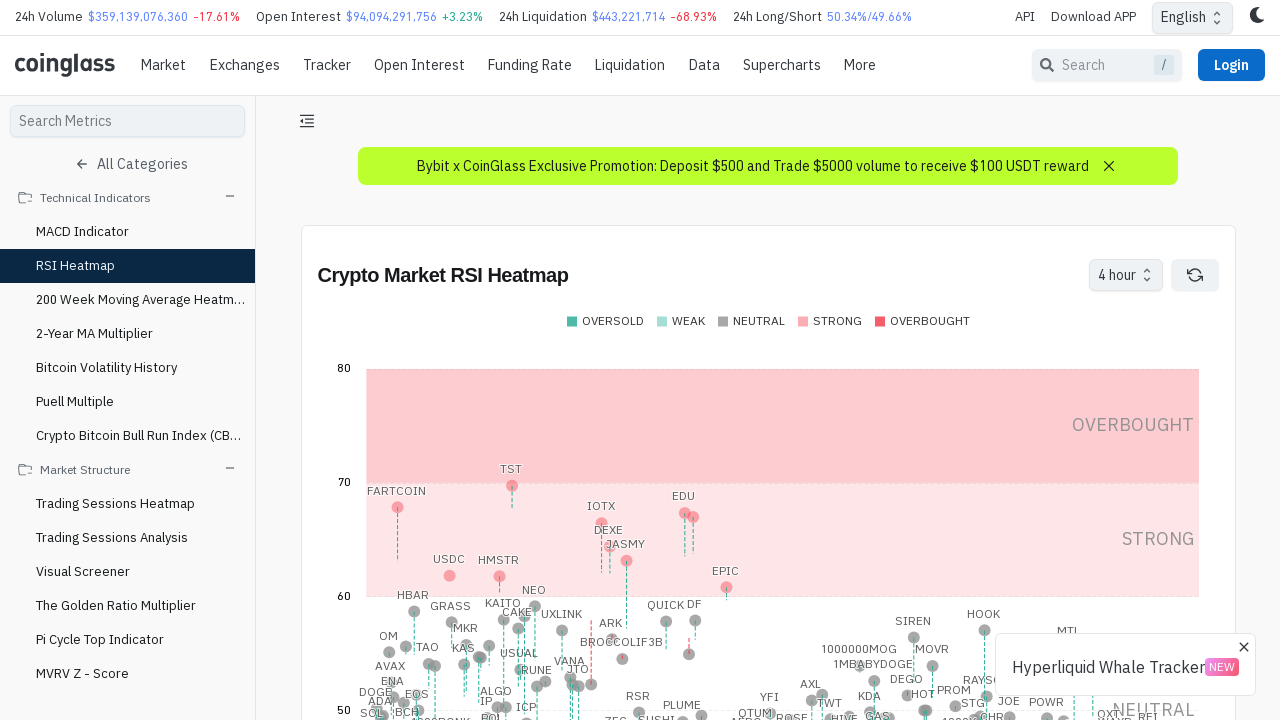 24h Volume $359,139,076,360 -17.61% Open Interest $94,094,291,756 +3.23% 24h Liquidation $443,221,714 -68.93% 24h Long/Short 50.34%/49.66% API Download APP English
coinglass Market Exchanges Tracker Open Interest Funding Rate Liquidation Data Supercharts More Search / Login
Search Metrics
All Categories
Technical Indicators
MACD Indicator
RSI Heatmap
200 Week Moving Average Heatm...
2-Year MA Multiplier
Bitcoin Volatility History
Puell Multiple
Crypto Bitcoin Bull Run Index (CB...
Market Structure
Trading Sessions Heatmap
Trading Sessions Analysis
Visual Screener
The Golden Ratio Multiplier
Pi Cycle Top Indicator
MVRV Z - Score
Bybit x CoinGlass Exclusive Promotion: Deposit $500 and Trade $5000 volume to receive $100 USDT reward
Crypto Market RSI Heatmap
4 hour
OVERSOLD WEAK NEUTRAL STRONG OVERBOUGHT
80
OVERBOUGHT
TST
70
FARTCOIN
EDU
IOTX
DEXE
STRONG
JASMY
USDC
HMSTR
EPIC
NEO
60
HBAR
GRASS
KAITO
QUICK
DF
CAKE
UXLINK
HOOK
ARK
SIREN
MKR
OM
BROCCOLIF3B
TAO
KAS
1000000MOG
MOVR
USUAL
VANA
AVAX
1MBABYDOGE
RUNE
JTO
ENA
DEGO
AXL
DOGE
EOS
ALGO
RSR
YFI
KDA
HOT
PROM
ADA
IP
TWT
STG
JOE
POWR
PLUME
ICP
50
SOL
BCH
GAS
NEUTRAL
Hyperliquid Whale Tracker NEW